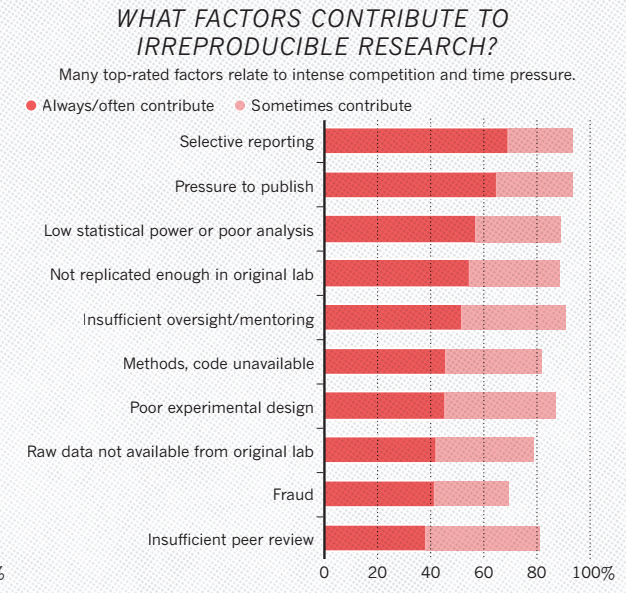 WHAT FACTORS CONTRIBUTE TO
IRREPRODUCIBLE RESEARCH?
Many top-rated factors relate to intense competition and time pressure.
Always/often contribute Sometimes contribute
Selective reporting
Pressure to publish
Low statistical power or poor analysis
Not replicated enough in original lab
Insufficient oversight/mentoring
Methods, code unavailable
Poor experimental design
Raw data not available from original lab
Fraud
Insufficient peer review
% 0 20 40 60 80 100%